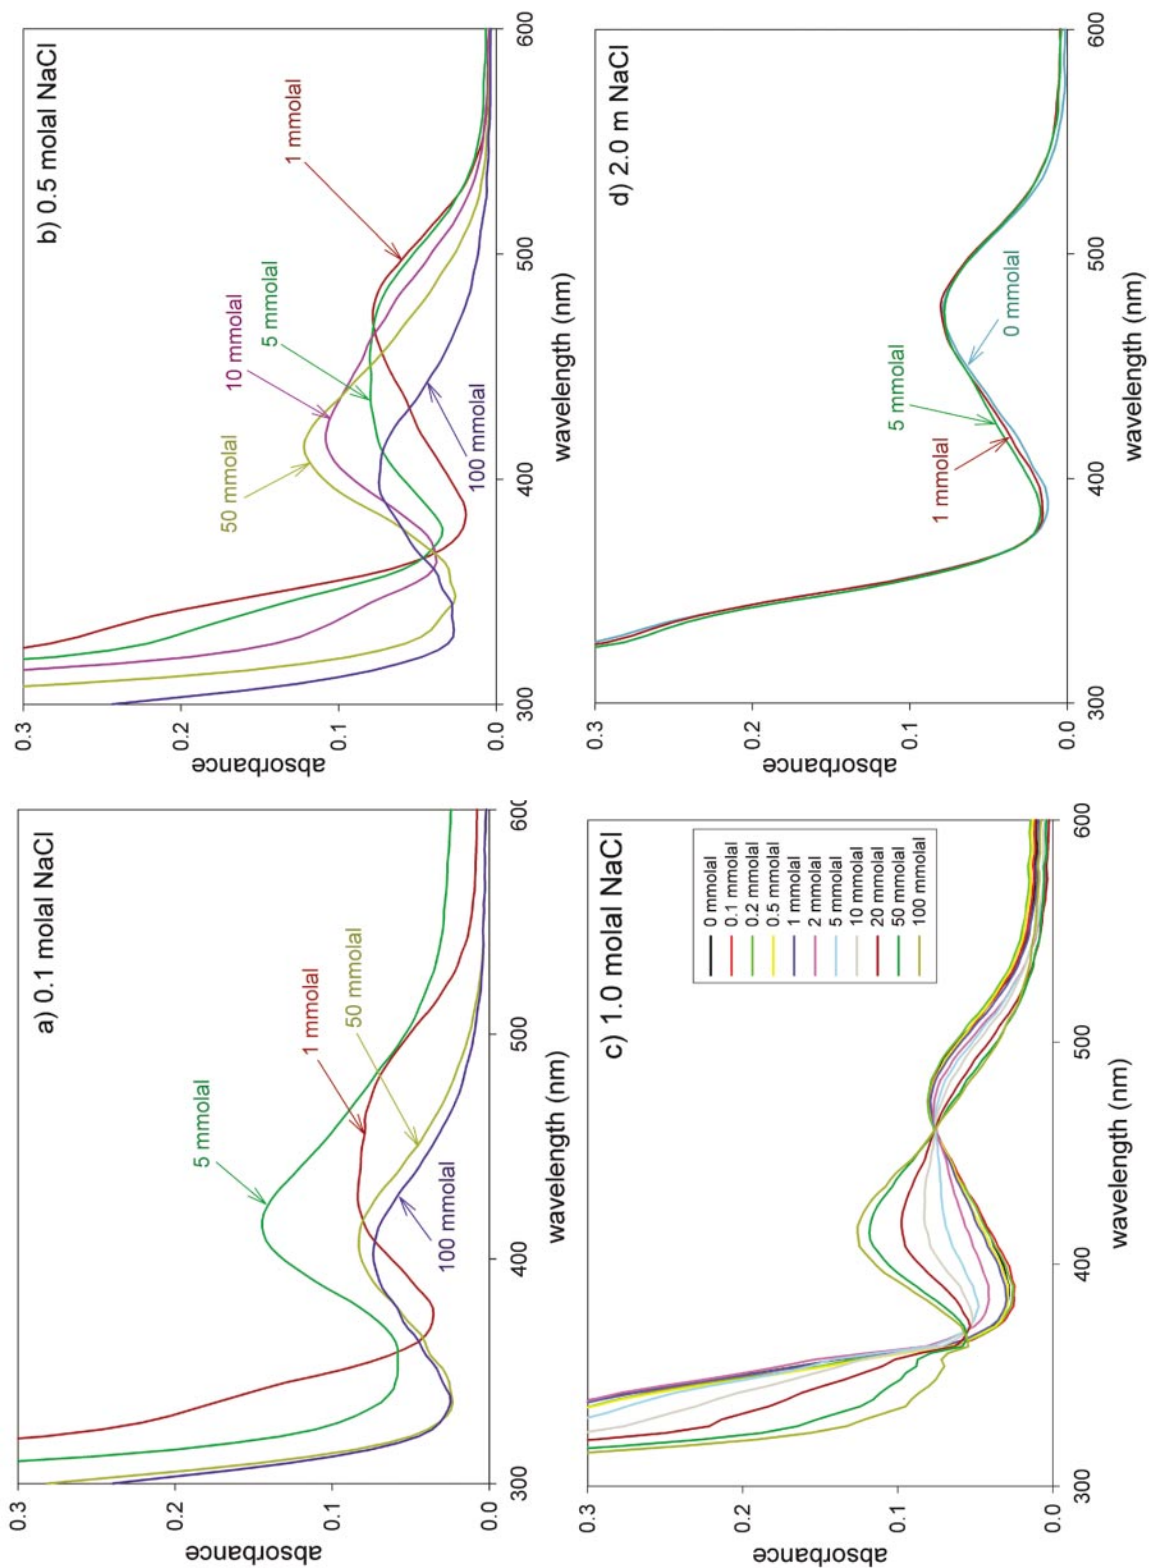 a) 0.1 molal NaCl
absorbance
0.3
0.2
0.1
0.0
5 mmolal
1 mmolal
50 mmolal
100 mmolal
300
400
500
600
wavelength (nm)
b) 0.5 molal NaCl
absorbance
0.3
0.2
0.1
0.0
50 mmolal
10 mmolal
5 mmolal
1 mmolal
100 mmolal
300
400
500
600
wavelength (nm)
c) 1.0 molal NaCl
absorbance
0.3
0.2
0.1
0.0
0 mmolal
0.1 mmolal
0.2 mmolal
0.5 mmolal
1 mmolal
2 mmolal
5 mmolal
10 mmolal
20 mmolal
50 mmolal
100 mmolal
300
400
500
600
wavelength (nm)
d) 2.0 m NaCl
absorbance
0.3
0.2
0.1
0.0
5 mmolal
1 mmolal
0 mmolal
300
400
500
600
wavelength (nm)